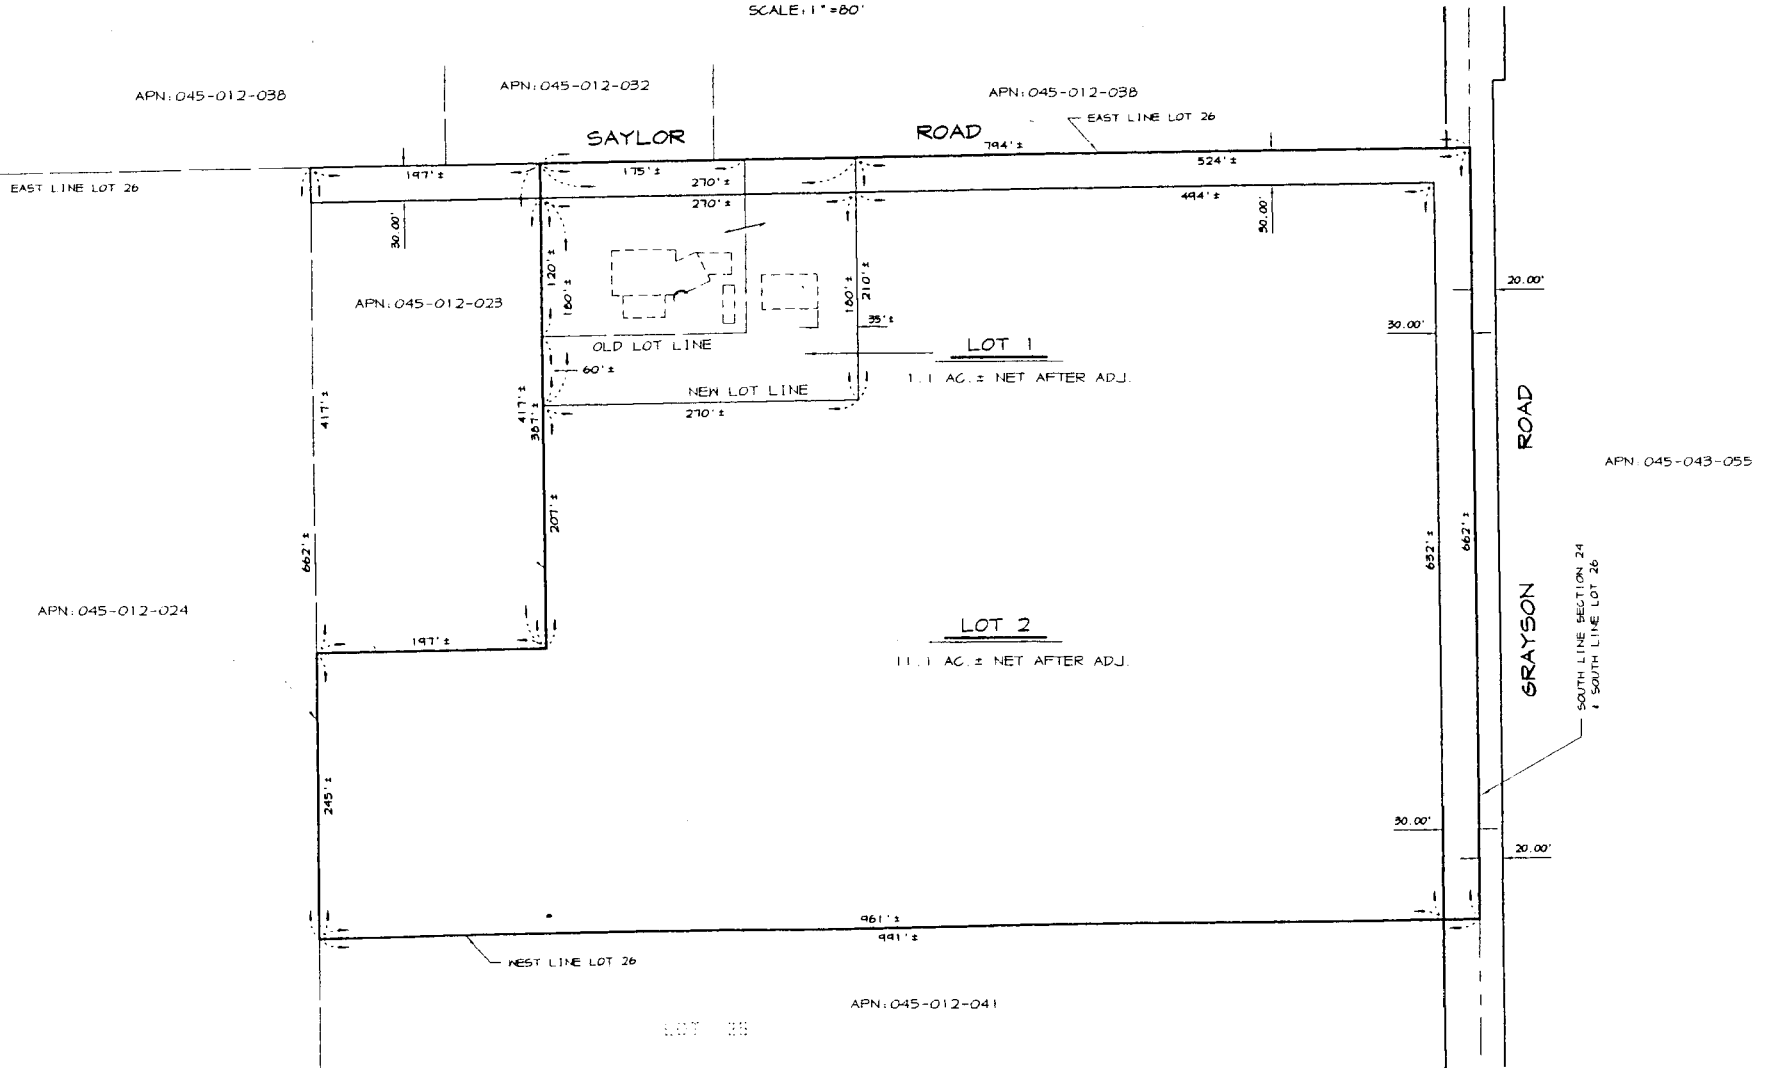 SCALE: 1"=80'
APN: 045-012-038
APN: 045-012-032
APN: 045-012-038
EAST LINE LOT 26
SAYLOR ROAD
794'±
EAST LINE LOT 26
197'±
175'±
270'±
524'±
270'±
494'±
30.00'
30.00'
120'±
180'±
180'±
210'±
35'±
APN: 045-012-023
20.00'
30.00'
OLD LOT LINE
60'±
LOT 1
1.1 AC.± NET AFTER ADJ.
NEW LOT LINE
270'±
417'±
417'±
387'±
ROAD
APN: 045-043-055
207'±
662'±
632'±
662'±
APN: 045-012-024
197'±
LOT 2
11.1 AC.± NET AFTER ADJ.
GRAYSON
SOUTH LINE SECTION 24
& SOUTH LINE LOT 26
245'±
30.00'
20.00'
961'±
991'±
WEST LINE LOT 26
APN: 045-012-041